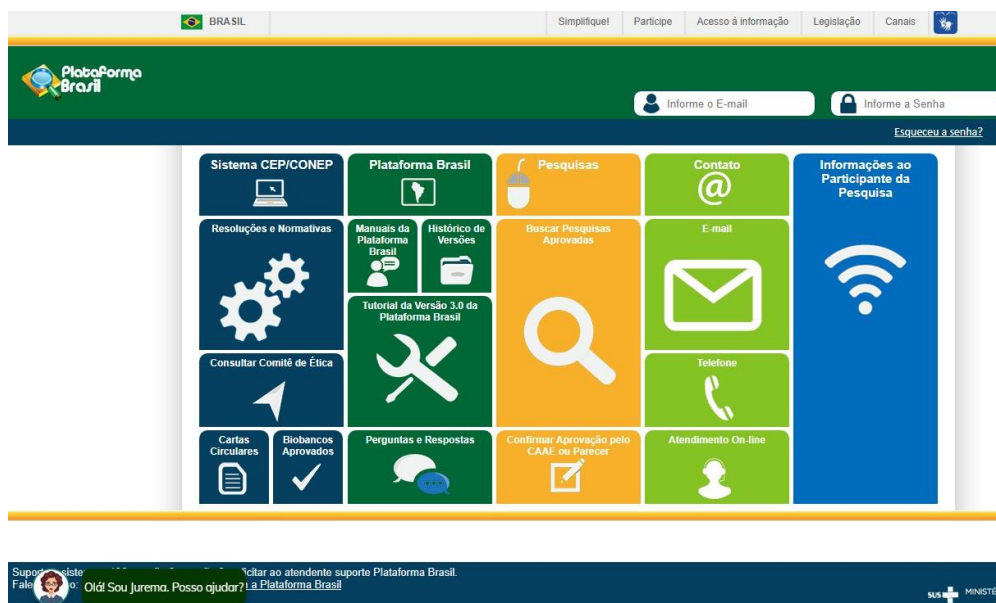 BRASIL
Simplifique!
Participe
Acesso à informação
Legislação
Canais
Plataforma
Brasil
Informe o E-mail
Informe a Senha
Esqueceu a senha?
Sistema CEP/CONEP
Resoluções e Normativas
Consultar Comitê de Ética
Cartas
Circulares
Biobancos
Aprovados
Plataforma Brasil
Manuais da
Plataforma
Brasil
Histórico de
Versões
Tutorial da Versão 3.0 da
Plataforma Brasil
Perguntas e Respostas
Pesquisas
Buscar Pesquisas
Aprovadas
Confirmar Aprovação pelo
CAAE ou Parecer
Contato
@
E-mail
Telefone
Atendimento On-line
Informações ao
Participante da
Pesquisa
ao atendente suporte Plataforma Brasil.
a Plataforma Brasil
Olá! Sou Jurema. Posso ajudar?
SUS